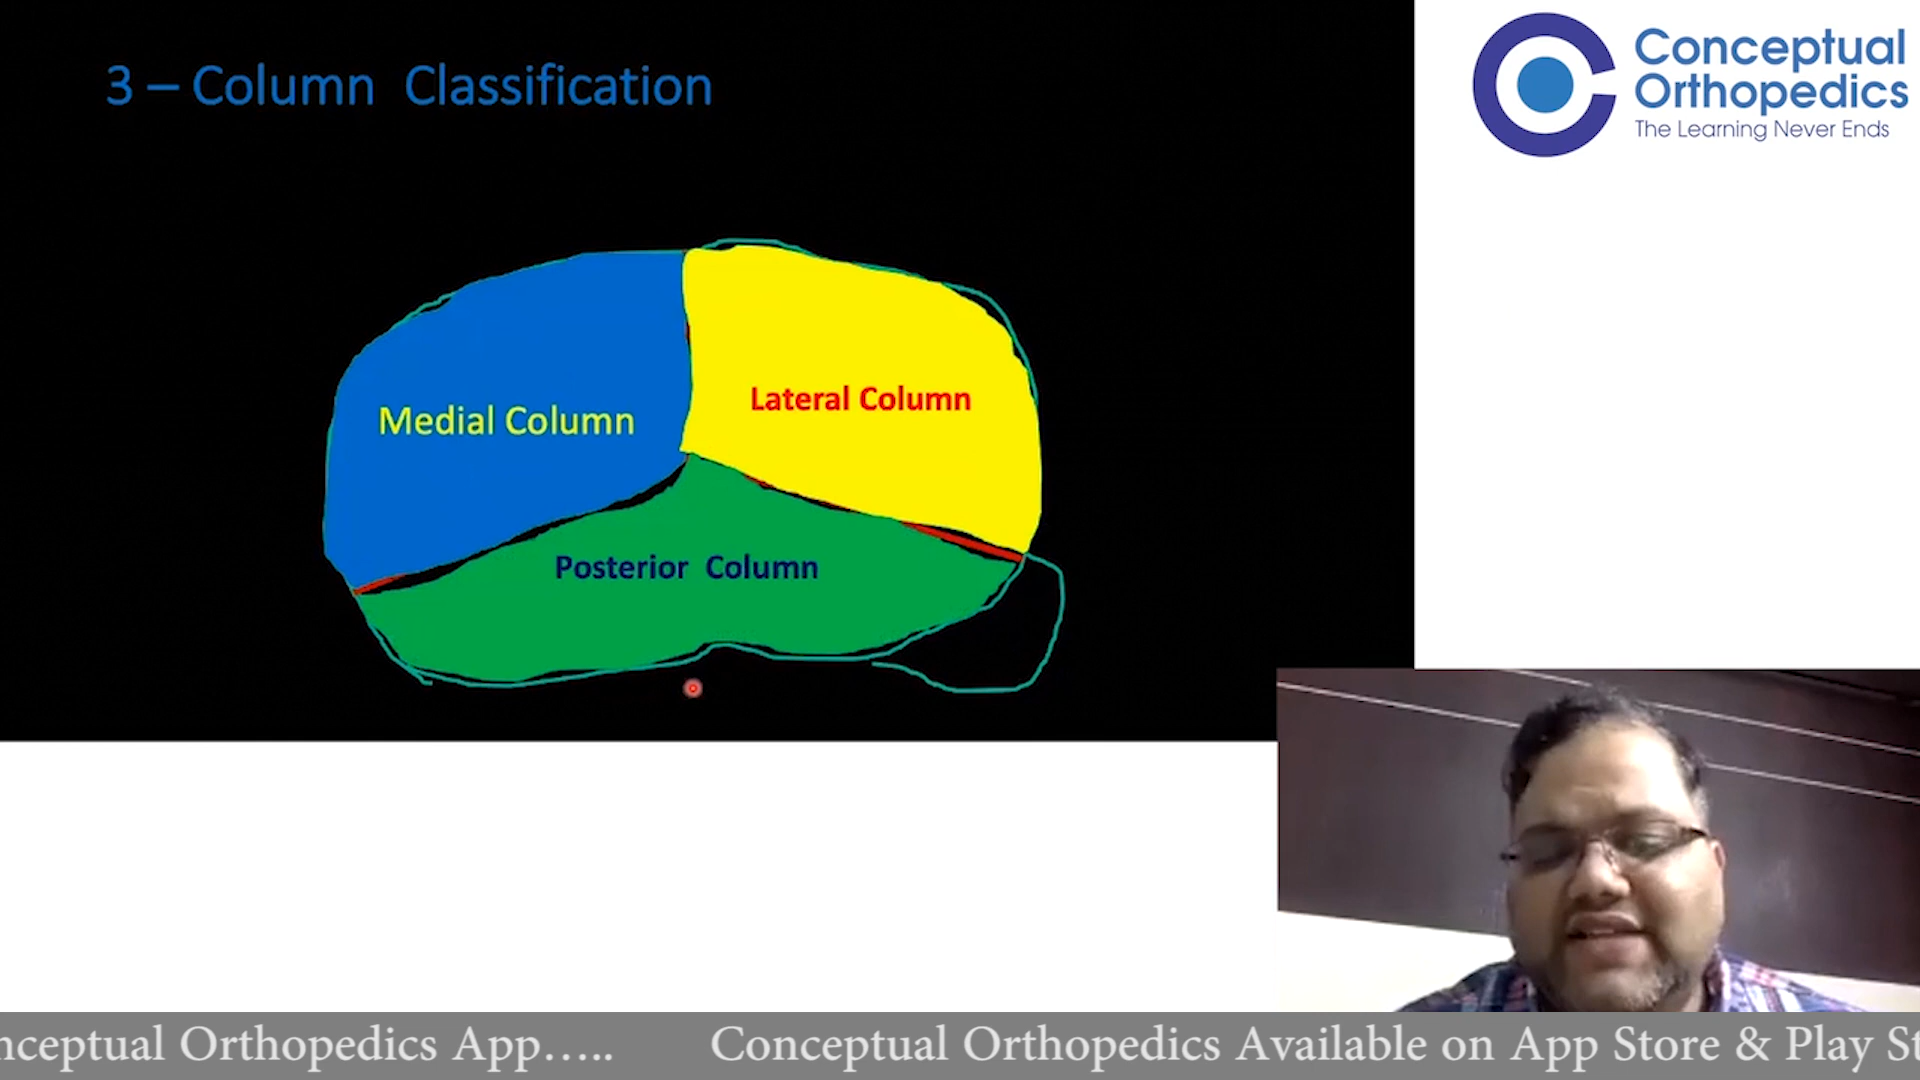 3 – Column Classification
Medial Column
Lateral Column
Posterior Column
Conceptual
Orthopedics
The Learning Never Ends
nceptual Orthopedics App..... Conceptual Orthopedics Available on App Store & Play St